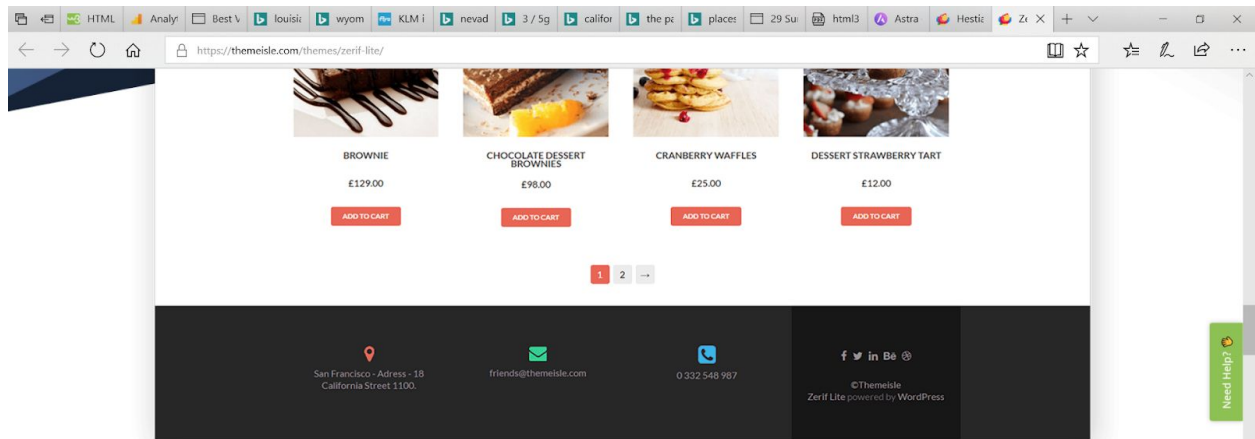 HTML
Analy
Best
louisi
wyom
KLM i
nevad
3 / 5g
califor
the pa
places
29 Su
html3
Astra
Hestia
https://themeisle.com/themes/zerif-lite/
BROWNIE
CHOCOLATE DESSERT
BROWNIES
CRANBERRY WAFFLES
DESSERT STRAWBERRY TART
£129.00
£98.00
£25.00
£12.00
ADD TO CART
ADD TO CART
ADD TO CART
ADD TO CART
1 2 →
San Francisco - Adress - 18
California Street 1100.
friends@themeisle.com
0 332 548 987
f in Bē
©Themeisle
Zerif Lite powered by WordPress
Need Help?